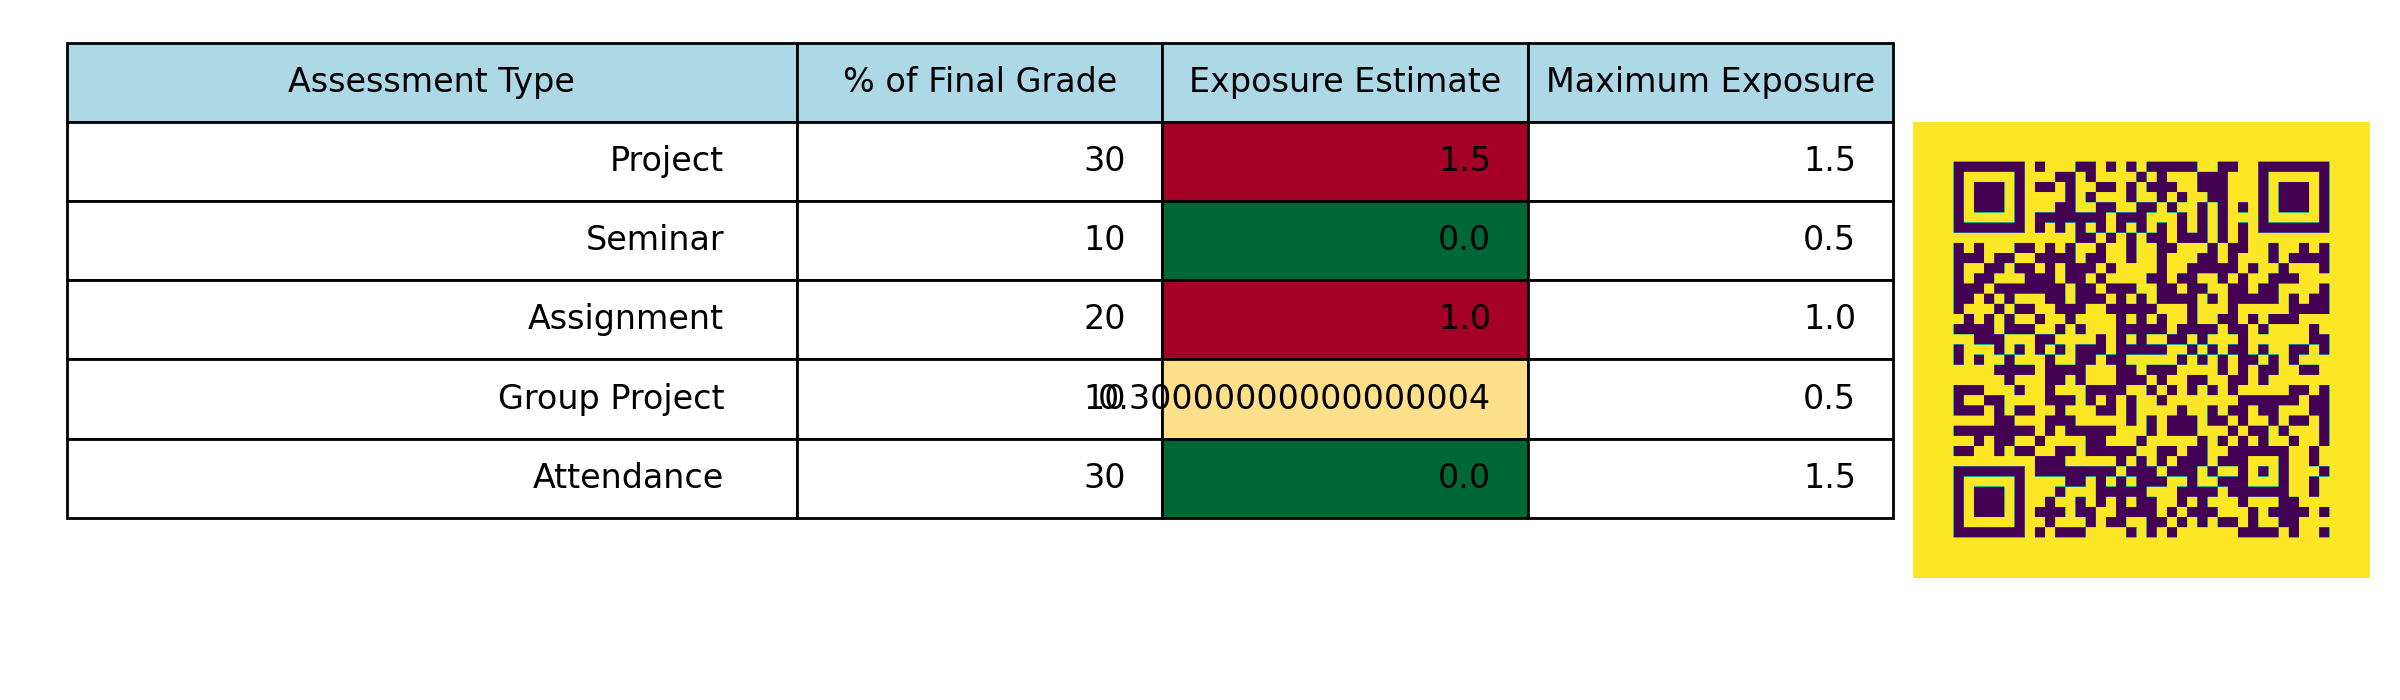 Assessment Type % of Final Grade Exposure Estimate Maximum Exposure
Project 30 1.5 1.5
Seminar 10 0.0 0.5
Assignment 20 1.0 1.0
Group Project 10 0.30000000000000004 0.5
Attendance 30 0.0 1.5